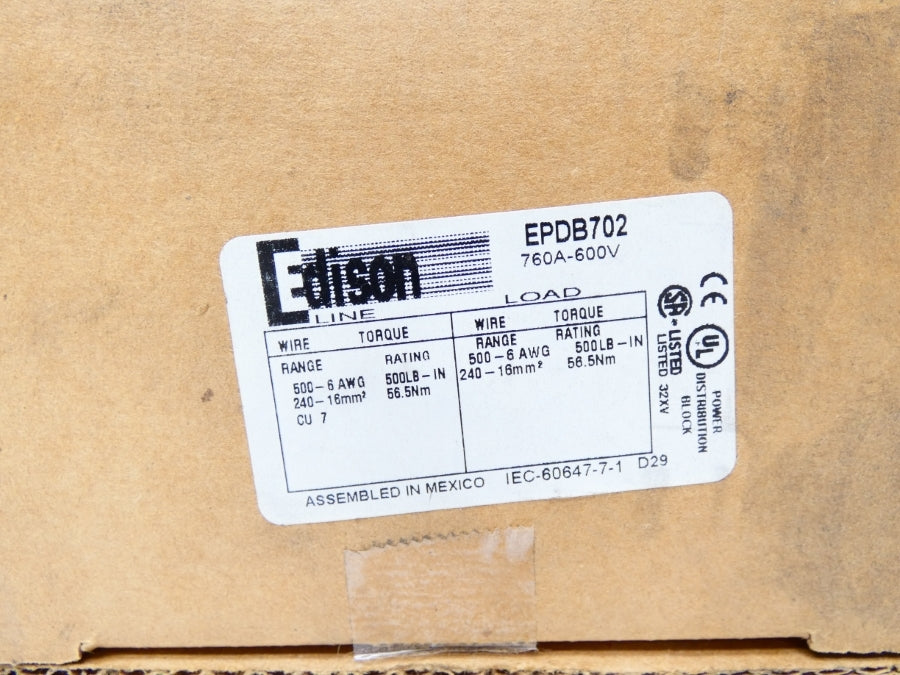 Edison
EPDB702
760A-600V
LINE
LOAD
WIRE TORQUE
WIRE TORQUE
RANGE RATING
RANGE RATING
500-6 AWG 500LB-IN
240-16mm² 56.5Nm
CU 7
500-6 AWG 500LB-IN
240-16mm² 56.5Nm
CE
SA
LISTED
LISTED 32XV
UL
POWER
DISTRIBUTION
BLOCK
ASSEMBLED IN MEXICO IEC-60647-7-1 D29